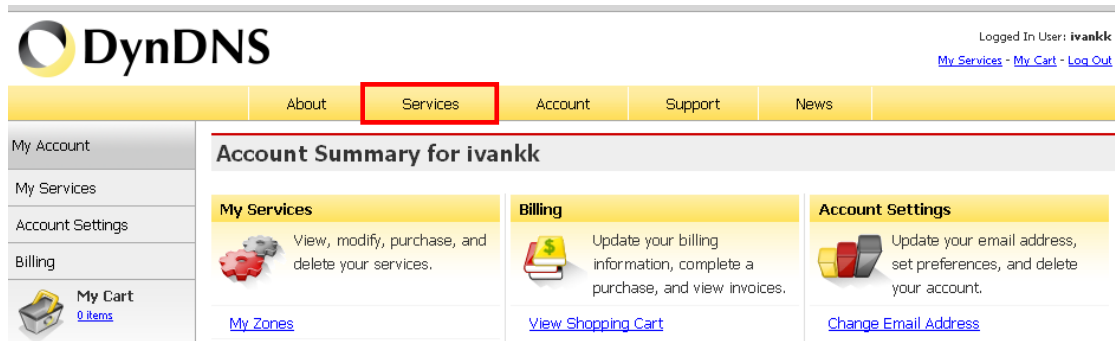 DynDNS
Logged In User: ivankk
My Services - My Cart - Log Out
About Services Account Support News
My Account
My Services
Account Settings
Billing
My Cart
0 items
Account Summary for ivankk
My Services
View, modify, purchase, and
delete your services.
My Zones
Billing
Update your billing
information, complete a
purchase, and view invoices.
View Shopping Cart
Account Settings
Update your email address,
set preferences, and delete
your account.
Change Email Address